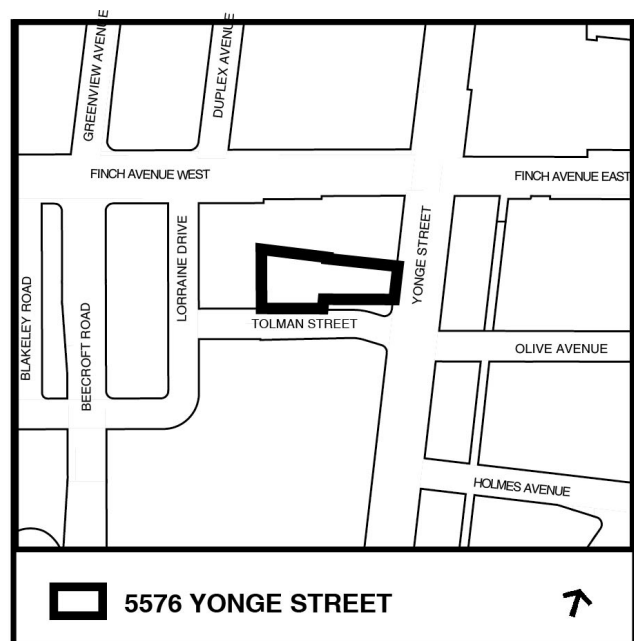 GREENVIEW AVENUE
DUPLEX AVENUE
FINCH AVENUE WEST
FINCH AVENUE EAST
LORRAINE DRIVE
YONGE STREET
BLAKELEY ROAD
BEECROFT ROAD
TOLMAN STREET
OLIVE AVENUE
HOLMES AVENUE
5576 YONGE STREET